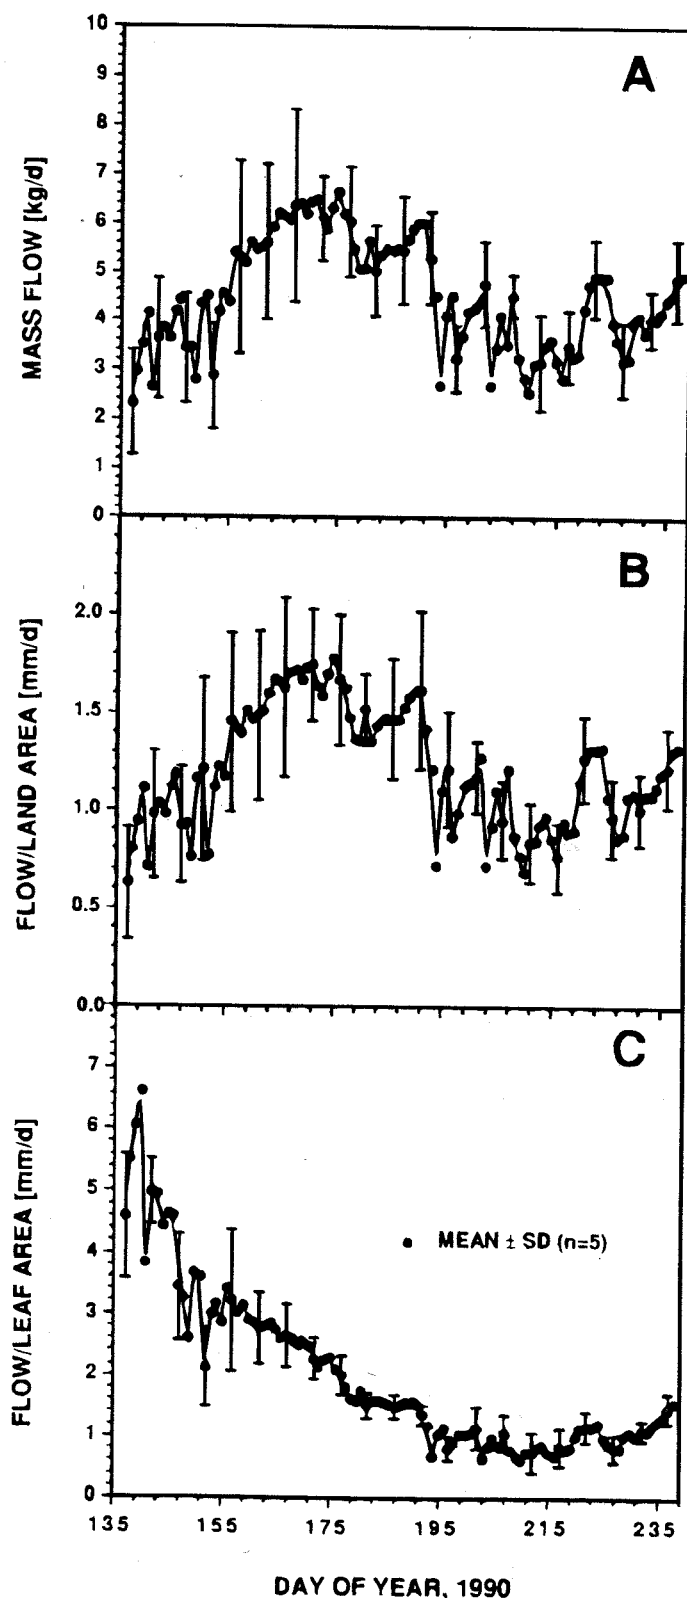 A
MASS FLOW [kg/d]
10
9
8
7
6
5
4
3
2
1
0
B
FLOW/LAND AREA [mm/d]
2.0
1.5
1.0
0.5
0.0
C
FLOW/LEAF AREA [mm/d]
7
6
5
4
3
2
1
0
MEAN ± SD (n=5)
135 155 175 195 215 235
DAY OF YEAR, 1990